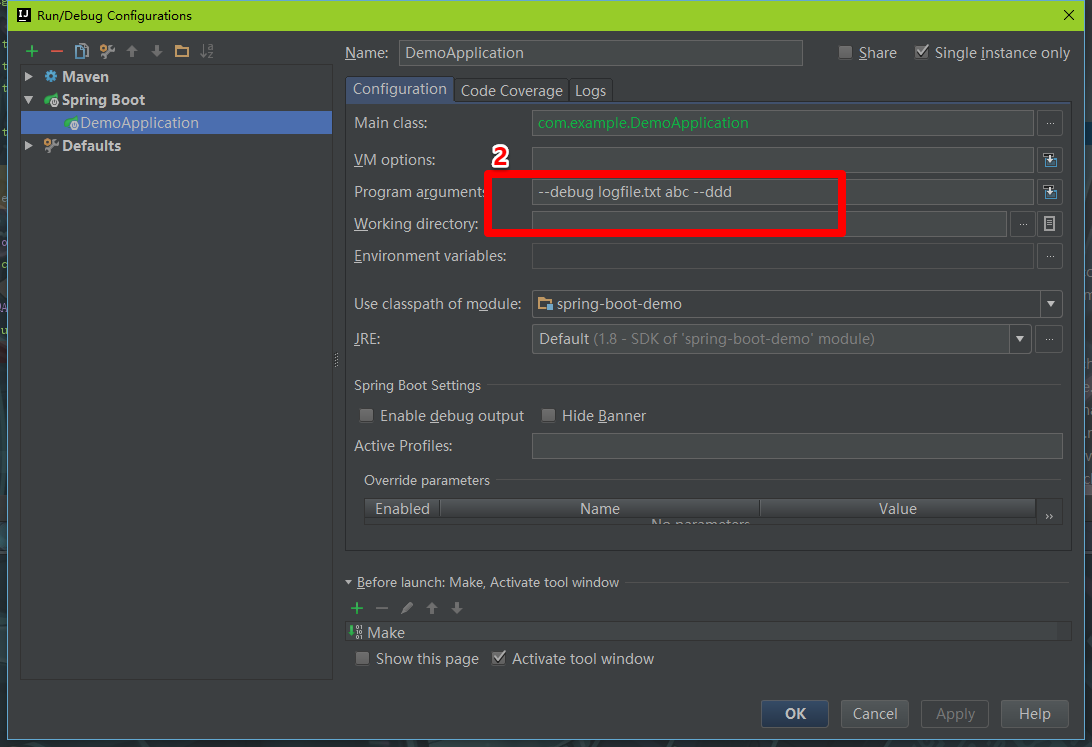 Run/Debug Configurations
Name: DemoApplication Share Single instance only
Maven
Spring Boot
DemoApplication
Defaults
Configuration Code Coverage Logs
Main class: com.example.DemoApplication ...
VM options:
2
Program arguments --debug logfile.txt abc --ddd
Working directory: ...
Environment variables: ...
Use classpath of module: spring-boot-demo
JRE: Default (1.8 - SDK of 'spring-boot-demo' module) ...
Spring Boot Settings
Enable debug output Hide Banner
Active Profiles:
Override parameters
Enabled Name Value
No parameters
Before launch: Make, Activate tool window
Make
Show this page Activate tool window
OK Cancel Apply Help